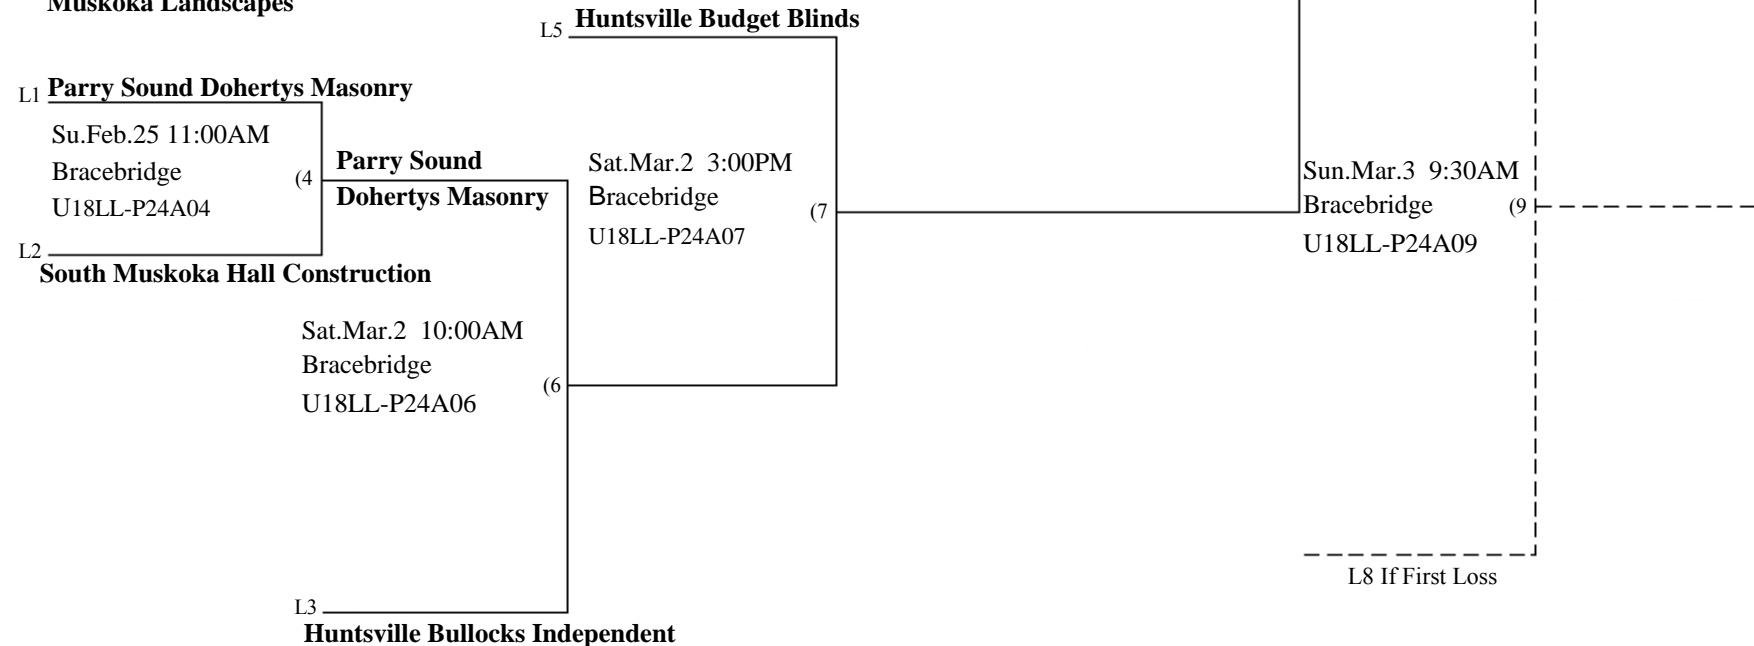 Muskoka Landscapes
L5 Huntsville Budget Blinds
L1 Parry Sound Dohertys Masonry
Su.Feb.25 11:00AM
Bracebridge
U18LL-P24A04
(4
L2
South Muskoka Hall Construction
Parry Sound
Dohertys Masonry
Sat.Mar.2 10:00AM
Bracebridge
U18LL-P24A06
(6
L3
Huntsville Bullocks Independent
Sat.Mar.2 3:00PM
Bracebridge
U18LL-P24A07
(7
Sun.Mar.3 9:30AM
Bracebridge
U18LL-P24A09
(9
L8 If First Loss